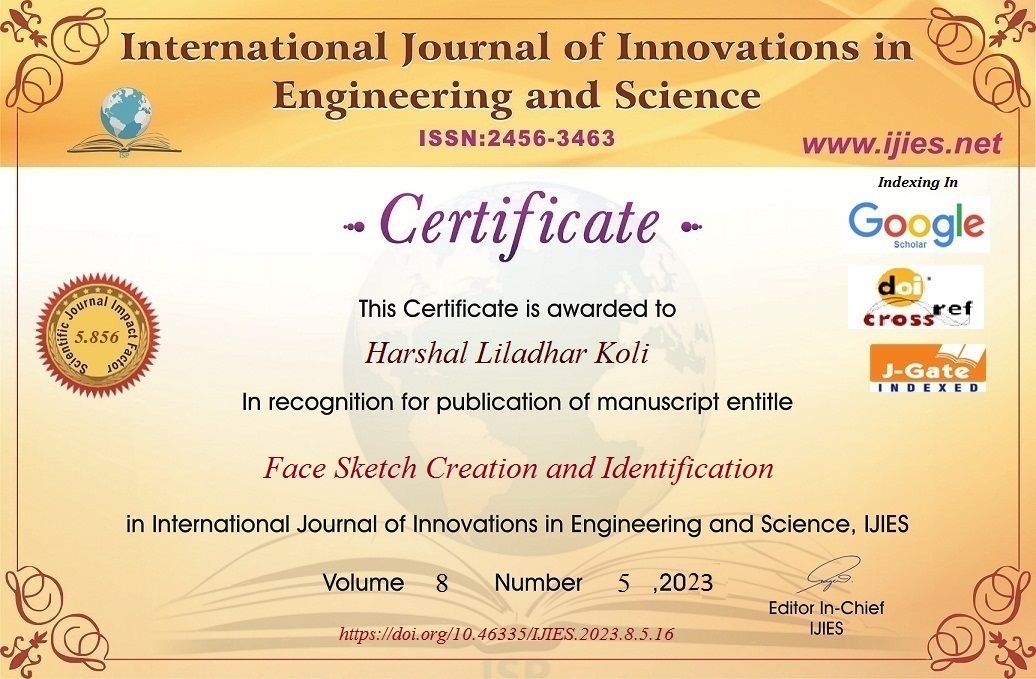 International Journal of Innovations in
Engineering and Science
ISSN:2456-3463
www.ijies.net
ISP
Indexing In
Google
Scholar
doi
cross ref
J-Gate
INDEXED
Certificate
Scientific Journal Impact Factor
5.856
This Certificate is awarded to
Harshal Liladhar Koli
In recognition for publication of manuscript entitle
Face Sketch Creation and Identification
in International Journal of Innovations in Engineering and Science, IJIES
Volume 8 Number 5 ,2023
Editor In-Chief
IJIES
https://doi.org/10.46335/IJIES.2023.8.5.16
ISP